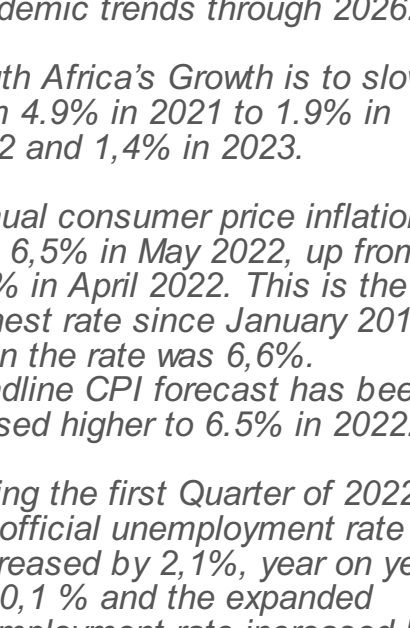 demic trends through 2026.
th Africa's Growth is to slow
4.9% in 2021 to 1.9% in
2 and 1,4% in 2023.
ual consumer price inflation
6,5% in May 2022, up from
% in April 2022. This is the
est rate since January 201
n the rate was 6,6%.
dline CPI forecast has bee
sed higher to 6.5% in 2022.
ing the first Quarter of 2022
official unemployment rate
reased by 2,1%, year on ye
0,1 % and the expanded